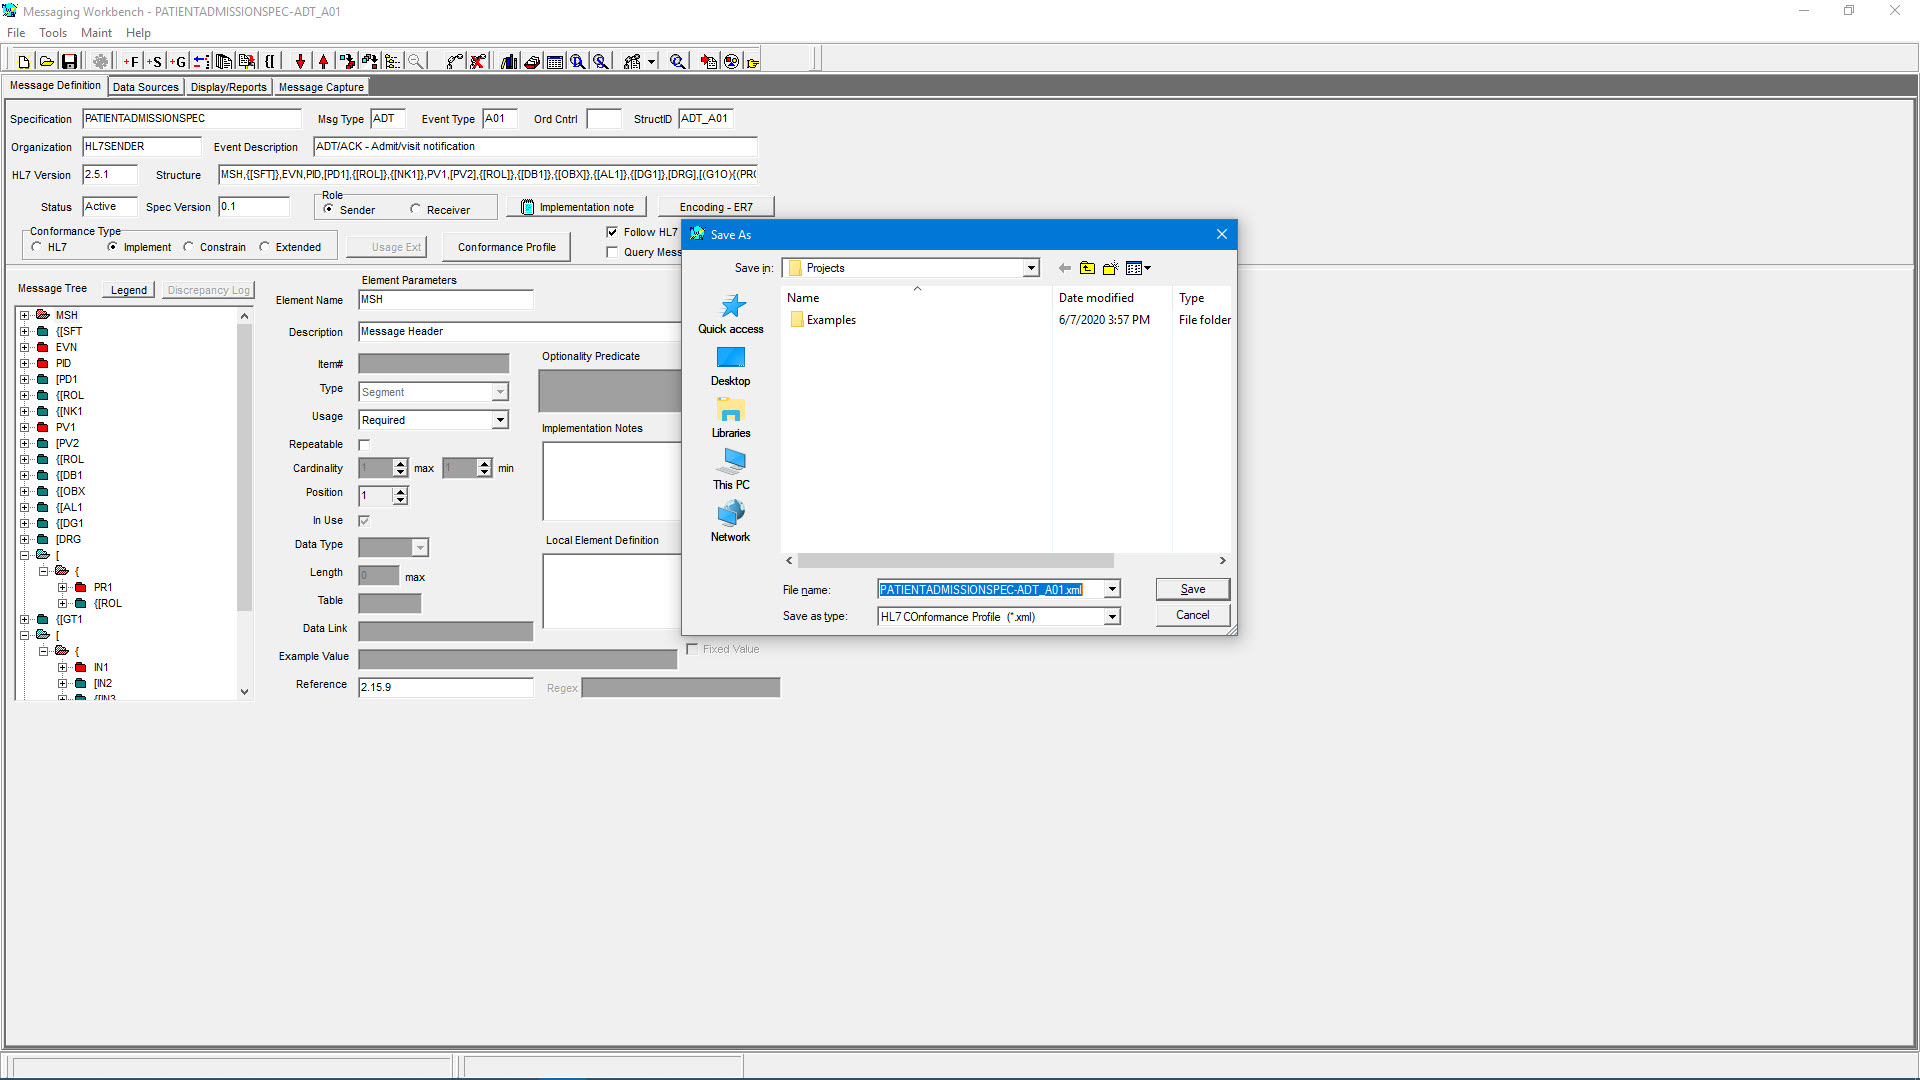 Messaging Workbench - PATIENTADMISSIONSPEC-ADT_A01
File Tools Maint Help
+F +S +G {[
Message Definition Data Sources Display/Reports Message Capture
Specification PATIENTADMISSIONSPEC Msg Type ADT Event Type A01 Ord Cntrl StructID ADT_A01
Organization HL7SENDER Event Description ADT/ACK - Admit/visit notification
HL7 Version 2.5.1 Structure MSH,{[SFT]},EVN,PID,[PD1],{[ROL]},{[NK1]},PV1,[PV2],{[ROL]},{[DB1]},{[OBX]},{[AL1]},{[DG1]},[DRG],[(G1O){(PR(
Status Active Spec Version 0.1 Role Sender Receiver Implementation note Encoding - ER7
Conformance Type
HL7 Implement Constrain Extended Usage Ext Conformance Profile Follow HL7
Query Mess
Message Tree Legend Discrepancy Log
MSH
{[SFT
EVN
PID
[PD1
{[ROL
{[NK1
PV1
[PV2
{[ROL
{[DB1
{[OBX
{[AL1
{[DG1
[DRG
[
{
PR1
{[ROL
{[GT1
[
{
IN1
[IN2
{[IN3
Element Parameters
Element Name MSH
Description Message Header
Item#
Type Segment
Usage Required
Repeatable
Cardinality 1 max 1 min
Position 1
In Use
Data Type
Length 0 max
Table
Data Link
Example Value
Reference 2.15.9
Optionality Predicate
Implementation Notes
Local Element Definition
Fixed Value
Regex
Save As
Save in: Projects
Quick access
Desktop
Libraries
This PC
Network
Name Date modified Type
Examples 6/7/2020 3:57 PM File folder
File name: PATIENTADMISSIONSPEC-ADT_A01.xml Save
Save as type: HL7 COnformance Profile (*.xml) Cancel